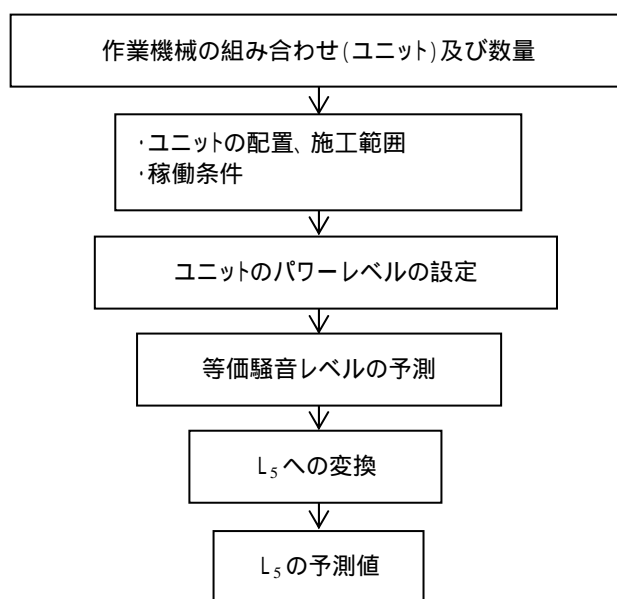 作業機械の組み合わせ(ユニット)及び数量
・ユニットの配置、施工範囲
・稼働条件
ユニットのパワーレベルの設定
等価騒音レベルの予測
L₅への変換
L₅の予測値